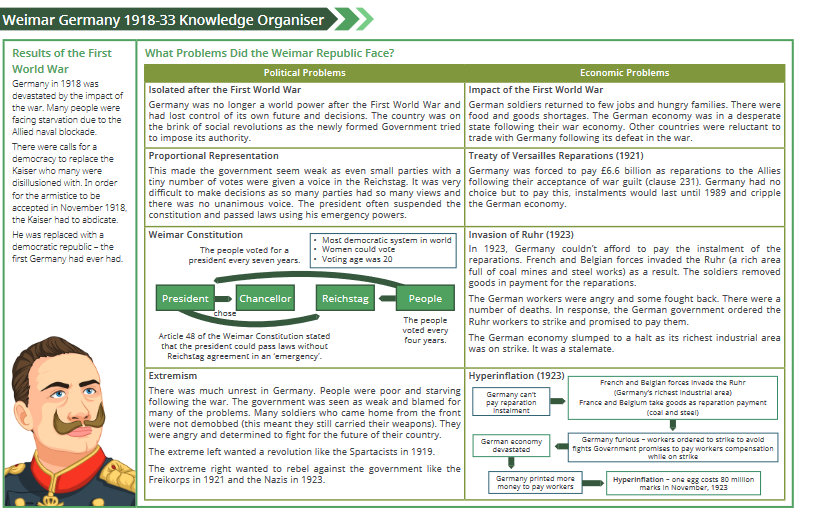 Weimar Germany 1918-33 Knowledge Organiser
Results of the First
World War
Germany in 1918 was
devastated by the impact of
the war. Many people were
facing starvation due to the
Allied naval blockade.
There were calls for a
democracy to replace the
Kaiser who many were
disillusioned with. In order
for the armistice to be
accepted in November 1918,
the Kaiser had to abdicate.
He was replaced with a
democratic republic – the
first Germany had ever had.
What Problems Did the Weimar Republic Face?
Political Problems
Isolated after the First World War
Germany was no longer a world power after the First World War and
had lost control of its own future and decisions. The country was on
the brink of social revolutions as the newly formed Government tried
to impose its authority.
Proportional Representation
This made the government seem weak as even small parties with a
tiny number of votes were given a voice in the Reichstag. It was very
difficult to make decisions as so many parties had so many views and
there was no unanimous voice. The president often suspended the
constitution and passed laws using his emergency powers.
Weimar Constitution
The people voted for a
president every seven years.
• Most democratic system in world
• Women could vote
• Voting age was 20
President
Chancellor
Reichstag
People
chose
The people
voted every
four years.
Article 48 of the Weimar Constitution stated
that the president could pass laws without
Reichstag agreement in an 'emergency'.
Extremism
There was much unrest in Germany. People were poor and starving
following the war. The government was seen as weak and blamed for
many of the problems. Many soldiers who came home from the front
were not demobbed (this meant they still carried their weapons). They
were angry and determined to fight for the future of their country.
The extreme left wanted a revolution like the Spartacists in 1919.
The extreme right wanted to rebel against the government like the
Freikorps in 1921 and the Nazis in 1923.
Economic Problems
Impact of the First World War
German soldiers returned to few jobs and hungry families. There were
food and goods shortages. The German economy was in a desperate
state following their war economy. Other countries were reluctant to
trade with Germany following its defeat in the war.
Treaty of Versailles Reparations (1921)
Germany was forced to pay £6.6 billion as reparations to the Allies
following their acceptance of war guilt (clause 231). Germany had no
choice but to pay this, instalments would last until 1989 and cripple
the German economy.
Invasion of Ruhr (1923)
In 1923, Germany couldn't afford to pay the instalment of the
reparations. French and Belgian forces invaded the Ruhr (a rich area
full of coal mines and steel works) as a result. The soldiers removed
goods in payment for the reparations.
The German workers were angry and some fought back. There were a
number of deaths. In response, the German government ordered the
Ruhr workers to strike and promised to pay them.
The German economy slumped to a halt as its richest industrial area
was on strike. It was a stalemate.
Hyperinflation (1923)
Germany can't
pay reparation
instalment
French and Belgian forces invade the Ruhr
(Germany's richest industrial area)
France and Belgium take goods as reparation payment
(coal and steel)
Germany furious – workers ordered to strike to avoid
fights Government promises to pay workers compensation
while on strike
German economy
devastated
Germany printed more
money to pay workers
Hyperinflation – one egg costs 80 million
marks in November, 1923